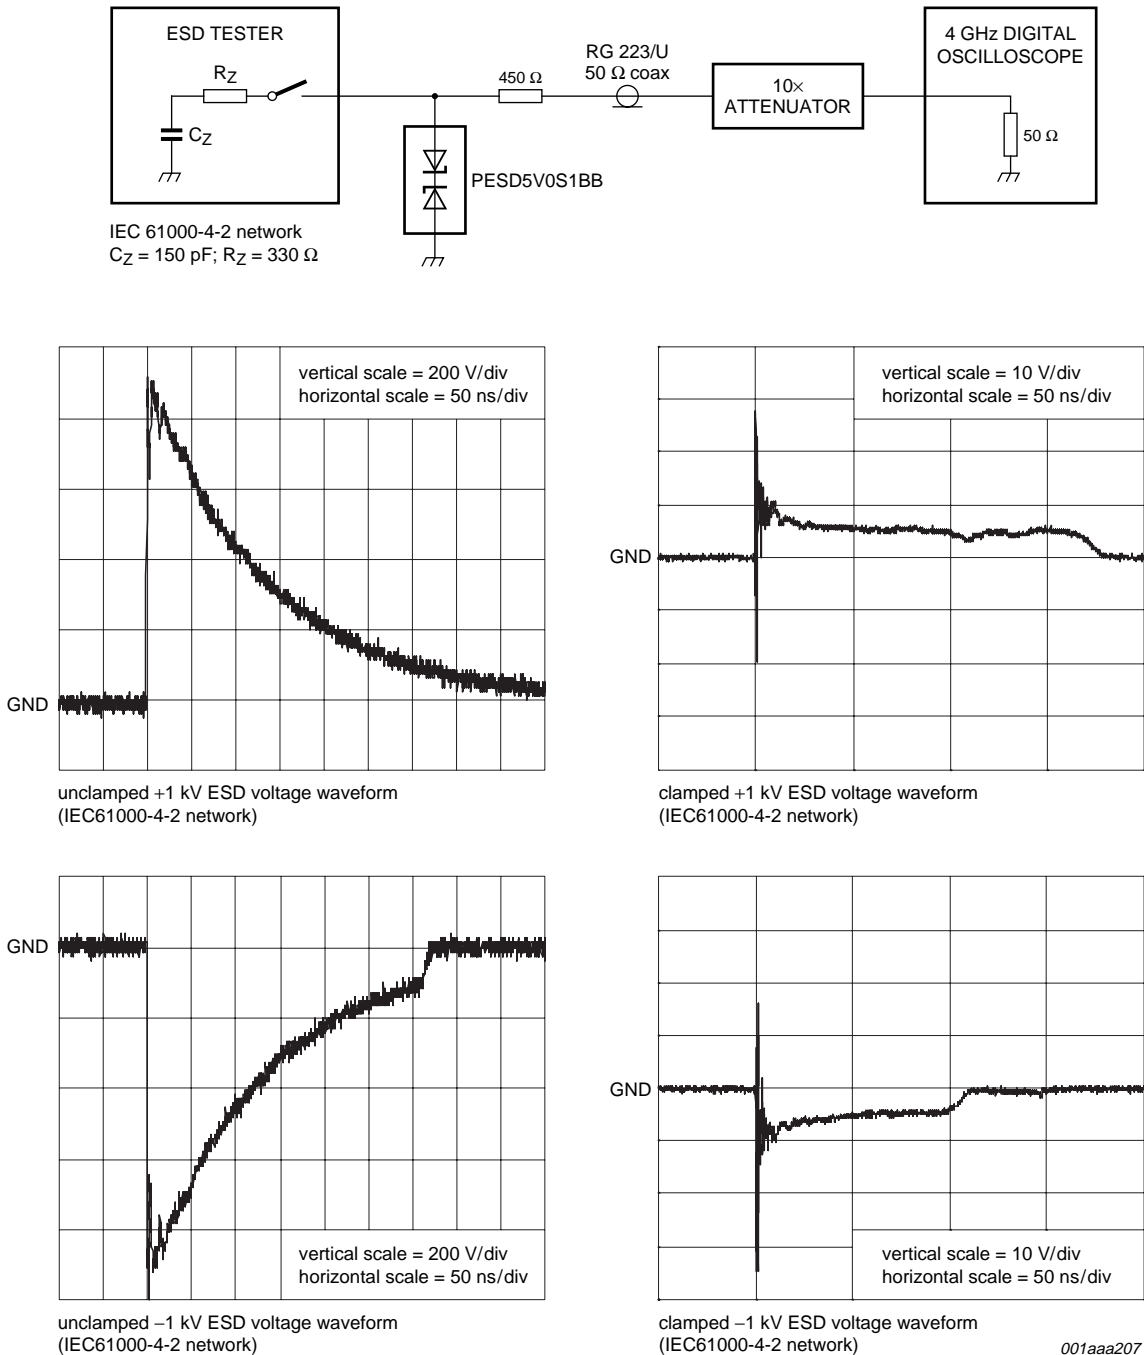 ESD TESTER
RZ
CZ
450 Ω
RG 223/U
50 Ω coax
10×
ATTENUATOR
4 GHz DIGITAL
OSCILLOSCOPE
50 Ω
PESD5V0S1BB
IEC 61000-4-2 network
CZ = 150 pF; RZ = 330 Ω
vertical scale = 200 V/div
horizontal scale = 50 ns/div
GND
unclamped +1 kV ESD voltage waveform
(IEC61000-4-2 network)
vertical scale = 10 V/div
horizontal scale = 50 ns/div
GND
clamped +1 kV ESD voltage waveform
(IEC61000-4-2 network)
GND
vertical scale = 200 V/div
horizontal scale = 50 ns/div
unclamped −1 kV ESD voltage waveform
(IEC61000-4-2 network)
GND
vertical scale = 10 V/div
horizontal scale = 50 ns/div
clamped −1 kV ESD voltage waveform
(IEC61000-4-2 network)
001aaa207